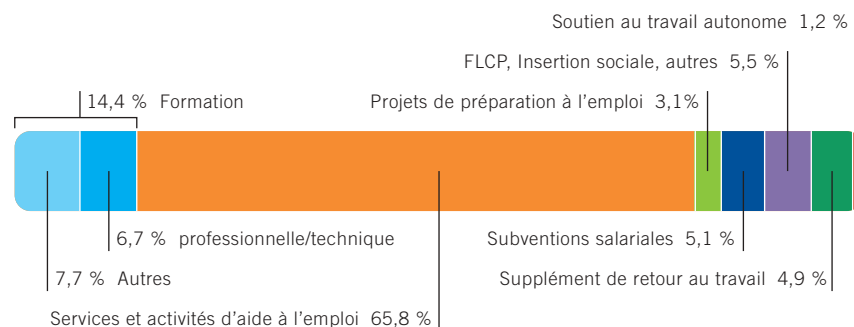 Soutien au travail autonome 1,2 %
FLCP, Insertion sociale, autres 5,5 %
14,4 % Formation
Projets de préparation à l'emploi 3,1%
6,7 % professionnelle/technique
Subventions salariales 5,1 %
7,7 % Autres
Supplément de retour au travail 4,9 %
Services et activités d'aide à l'emploi 65,8 %